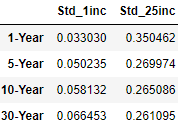 Std_1inc Std_25inc
1-Year 0.033030 0.350462
5-Year 0.050235 0.269974
10-Year 0.058132 0.265086
30-Year 0.066453 0.261095